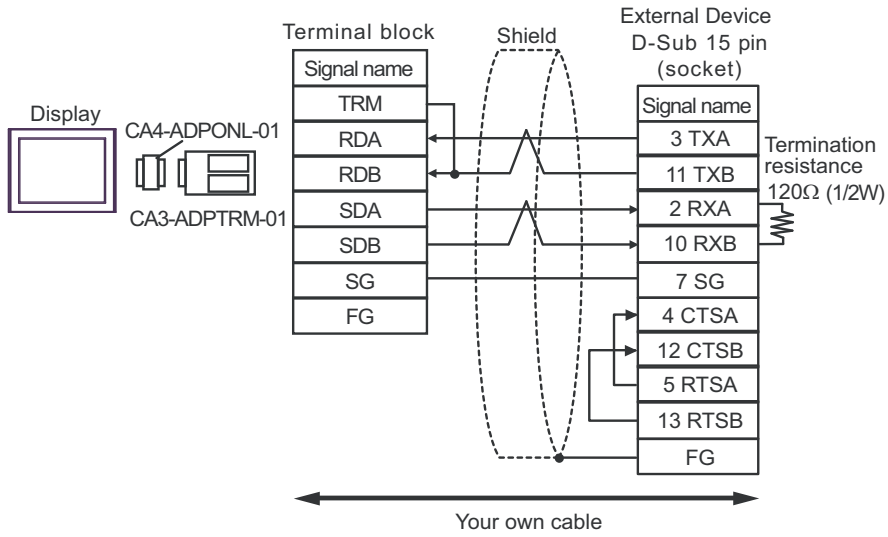 Display
CA4-ADPONL-01
CA3-ADPTRM-01
Terminal block
Signal name
TRM
RDA
RDB
SDA
SDB
SG
FG
Shield
External Device
D-Sub 15 pin
(socket)
Signal name
3 TXA
11 TXB
2 RXA
10 RXB
7 SG
4 CTSA
12 CTSB
5 RTSA
13 RTSB
FG
Termination
resistance
120Ω (1/2W)
Your own cable